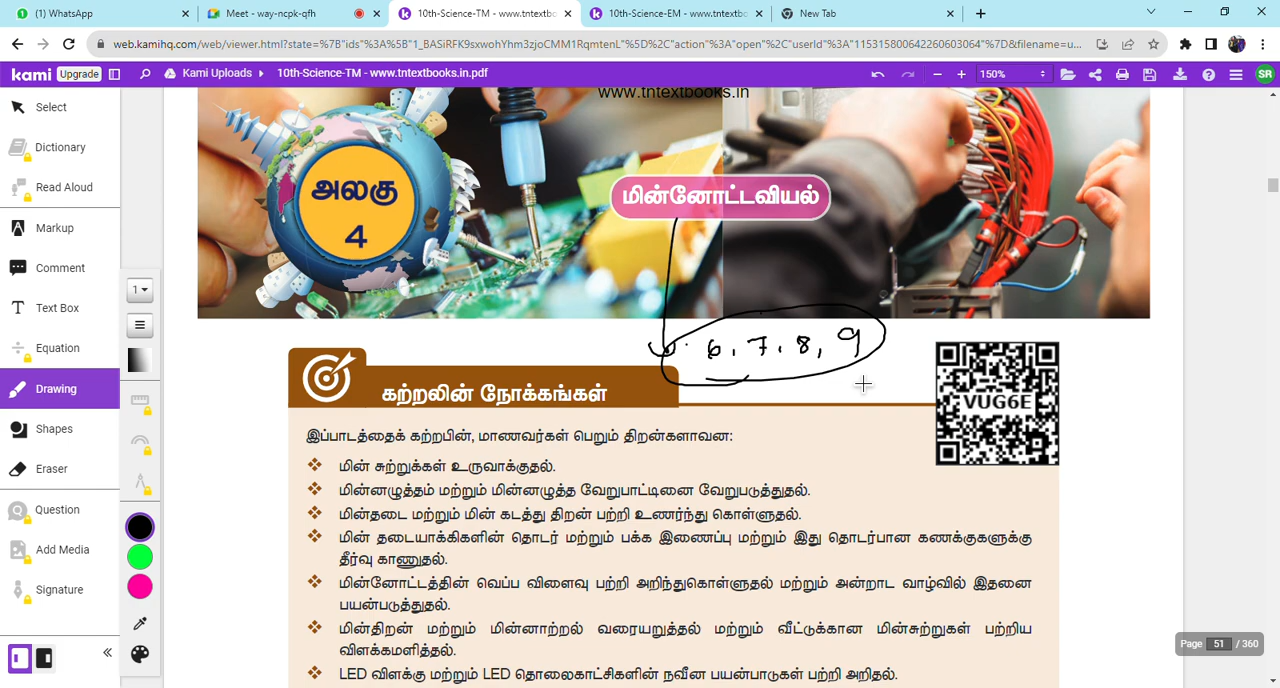 (1) WhatsApp
Meet - way-ncpk-qfh
10th-Science-TM - www.tntextbo
10th-Science-EM - www.tntextbo
New Tab
web.kamihq.com/web/viewer.html?state=%7B"ids"%3A%5B"1_BASiRFK9sxwohYhm3zjoCMM1RqmtenL"%5D%2C"action"%3A"open"%2C"userId"%3A"115315800642260603064"%7D&filename=u...
kami Upgrade Kami Uploads 10th-Science-TM - www.tntextbooks.in.pdf 150% SR
Select
Dictionary
Read Aloud
Markup
Comment
Text Box
Equation
Drawing
Shapes
Eraser
Question
Add Media
Signature
1
www.tntextbooks.in
அலகு
4
மின்னோட்டவியல்
6, 7, 8, 9
VUG6E
கற்றலின் நோக்கங்கள்
இப்பாடத்தைக் கற்றபின், மாணவர்கள் பெறும் திறன்களாவன:
மின் சுற்றுக்கள் உருவாக்குதல்.
மின்னழுத்தம் மற்றும் மின்னழுத்த வேறுபாட்டினை வேறுபடுத்துதல்.
மின்தடை மற்றும் மின் கடத்து திறன் பற்றி உணர்ந்து கொள்ளுதல்.
மின் தடையாக்கிகளின் தொடர் மற்றும் பக்க இணைப்பு மற்றும் இது தொடர்பான கணக்குகளுக்கு
தீர்வு காணுதல்.
மின்னோட்டத்தின் வெப்ப விளைவு பற்றி அறிந்துகொள்ளுதல் மற்றும் அன்றாட வாழ்வில் இதனை
பயன்படுத்துதல்.
மின்திறன் மற்றும் மின்னாற்றல் வரையறுத்தல் மற்றும் வீட்டுக்கான மின்சுற்றுகள் பற்றிய
விளக்கமளித்தல்.
LED விளக்கு மற்றும் LED தொலைகாட்சிகளின் நவீன பயன்பாடுகள் பற்றி அறிதல்.
Page 51 / 360